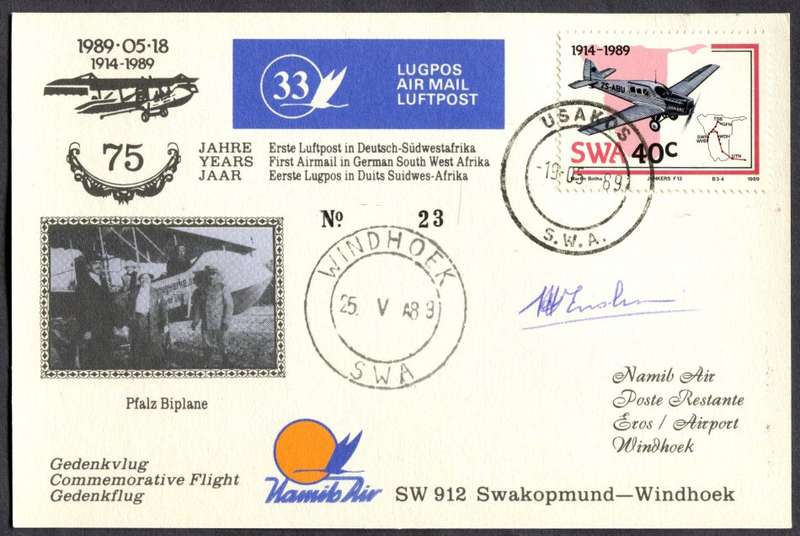 1989·05·18
1914-1989
33
LUGPOS
AIR MAIL
LUFTPOST
1914-1989
ZS-ABU
SWA 40c
JUNKERS F13
1989
USAKOS
-19-05-89
S.W.A.
75
JAHRE Erste Luftpost in Deutsch-Südwestafrika
YEARS First Airmail in German South West Afrika
JAAR Eerste Lugpos in Duits Suidwes-Afrika
No 23
WINDHOEK
25. V A89
SWA
Pfalz Biplane
Namib Air
Poste Restante
Eros / Airport
Windhoek
Gedenkvlug
Commemorative Flight
Gedenkflug
Namib Air
SW 912 Swakopmund—Windhoek